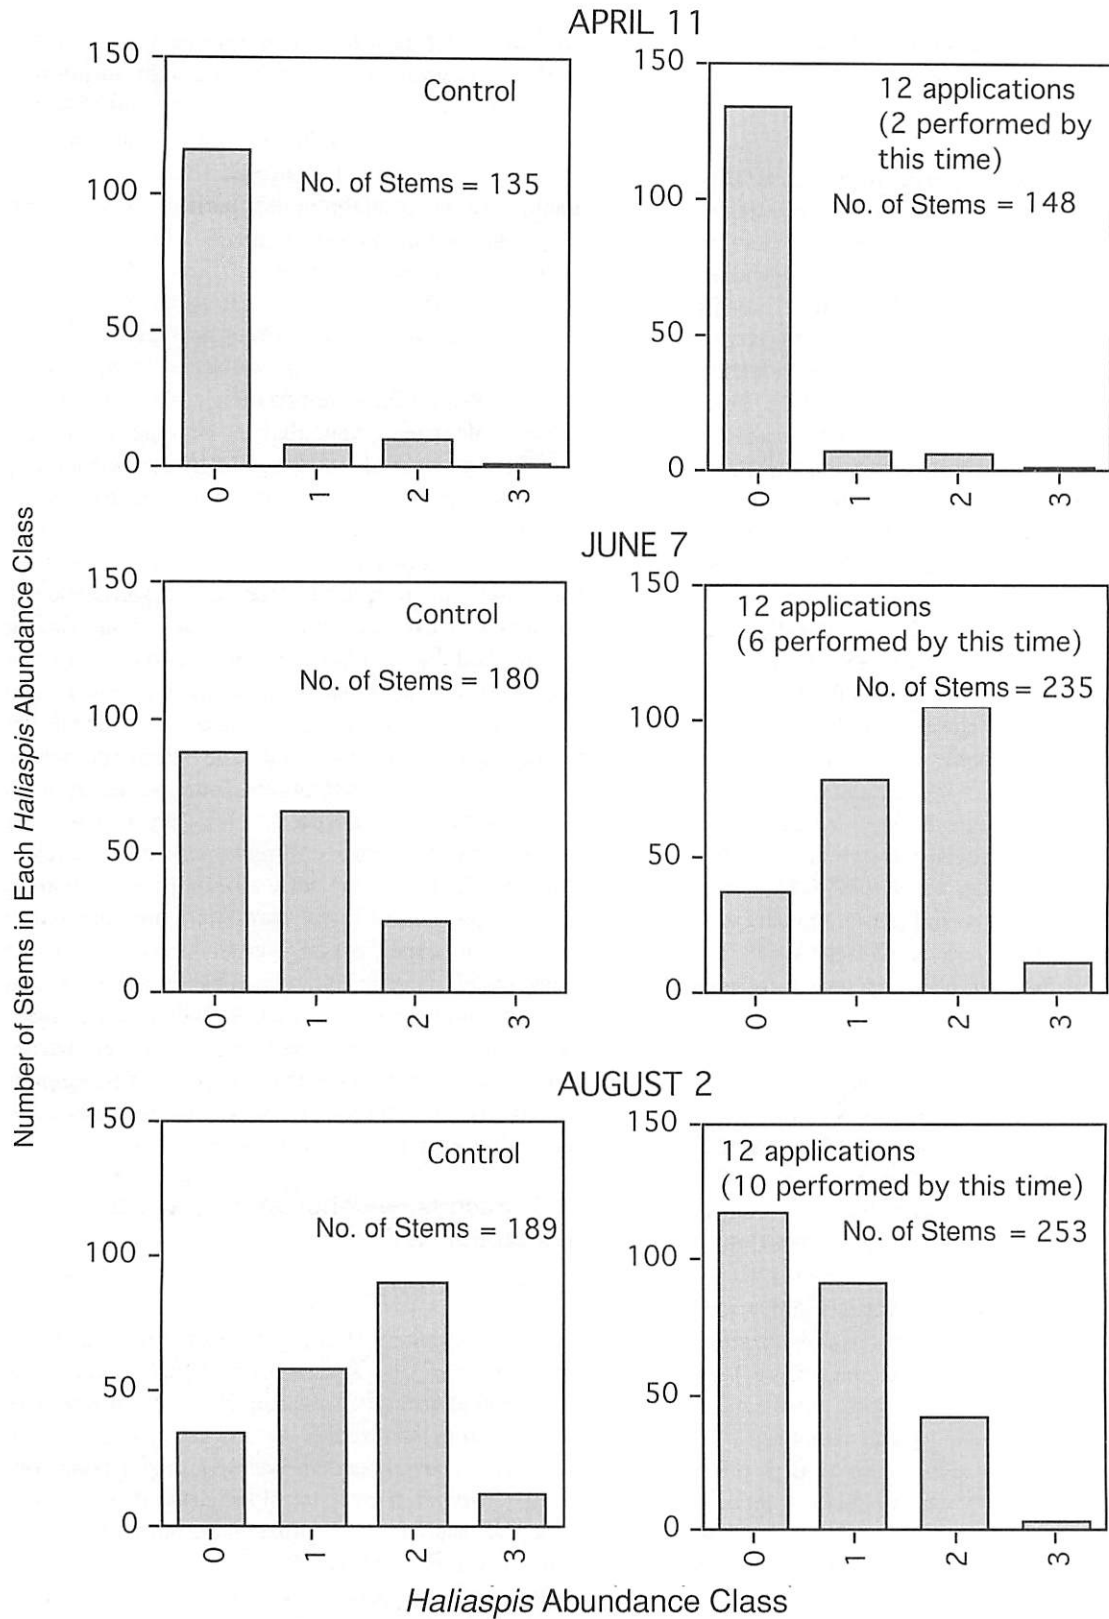 APRIL 11
150
100
50
0
Control
No. of Stems = 135
0
1
2
3
150
100
50
0
12 applications
(2 performed by
this time)
No. of Stems = 148
0
1
2
3
JUNE 7
150
100
50
0
Control
No. of Stems = 180
0
1
2
3
150
100
50
0
12 applications
(6 performed by this time)
No. of Stems = 235
0
1
2
3
AUGUST 2
150
100
50
0
Control
No. of Stems = 189
0
1
2
3
150
100
50
0
12 applications
(10 performed by this time)
No. of Stems = 253
0
1
2
3
Number of Stems in Each Haliaspis Abundance Class
Haliaspis Abundance Class